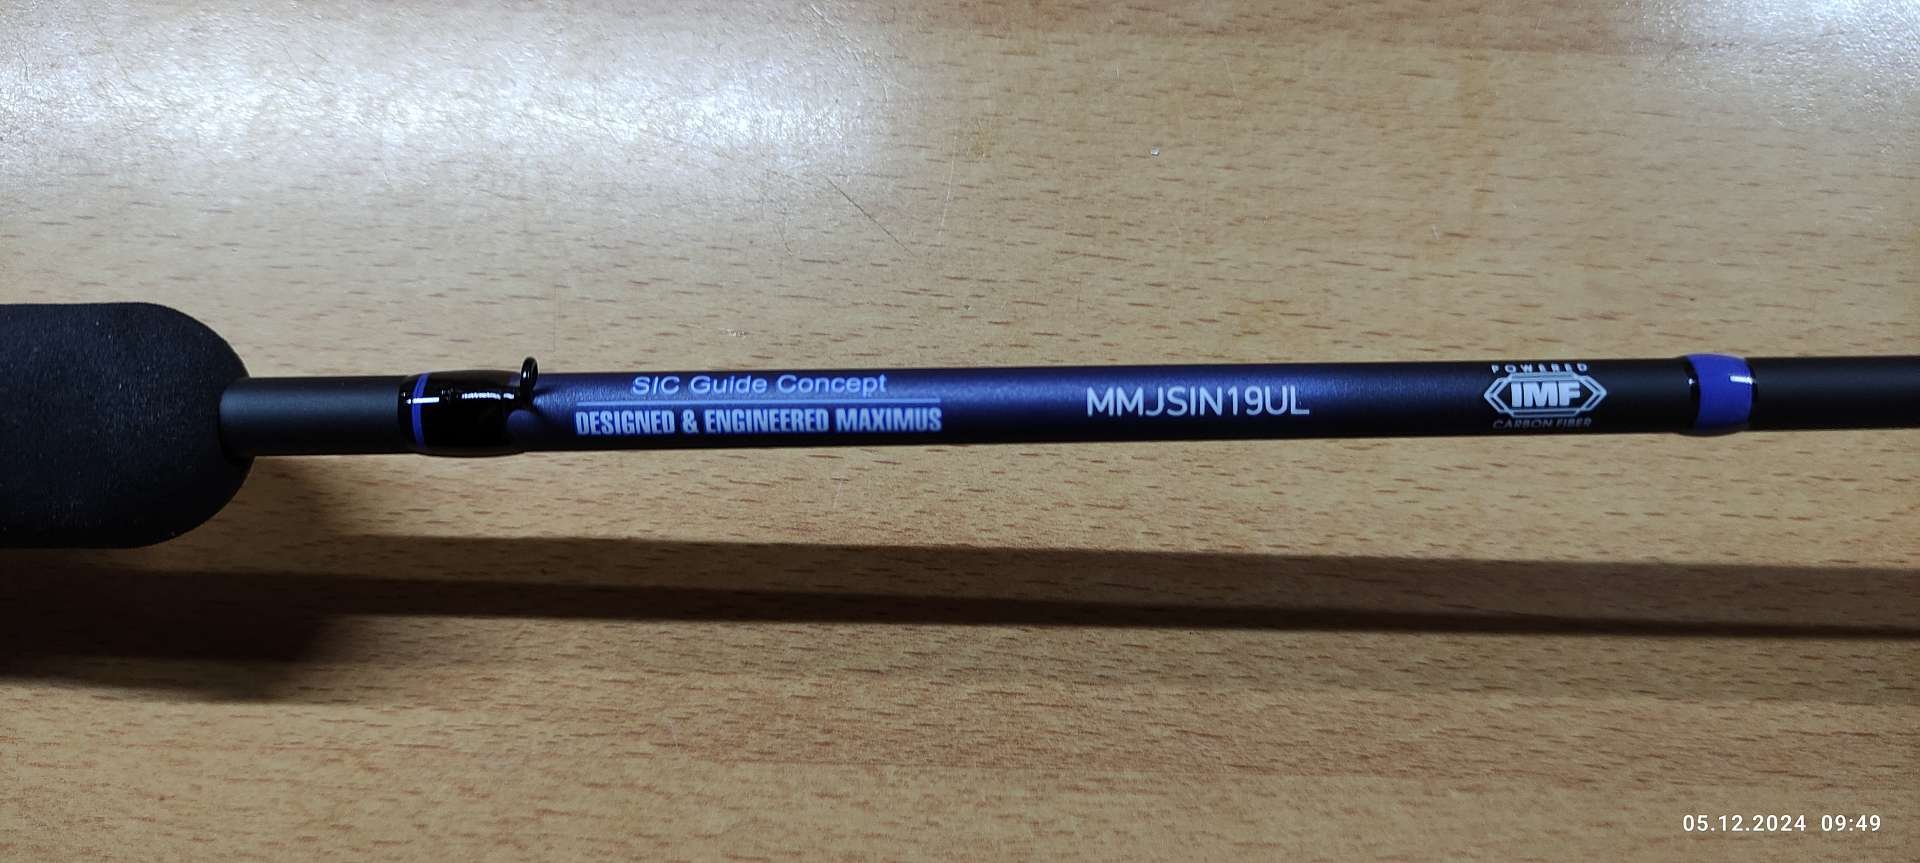 SIC Guide Concept
DESIGNED & ENGINEERED MAXIMUS
MMJSIN19UL
POWERED
IMF
CARBON FIBER
05.12.2024 09:49